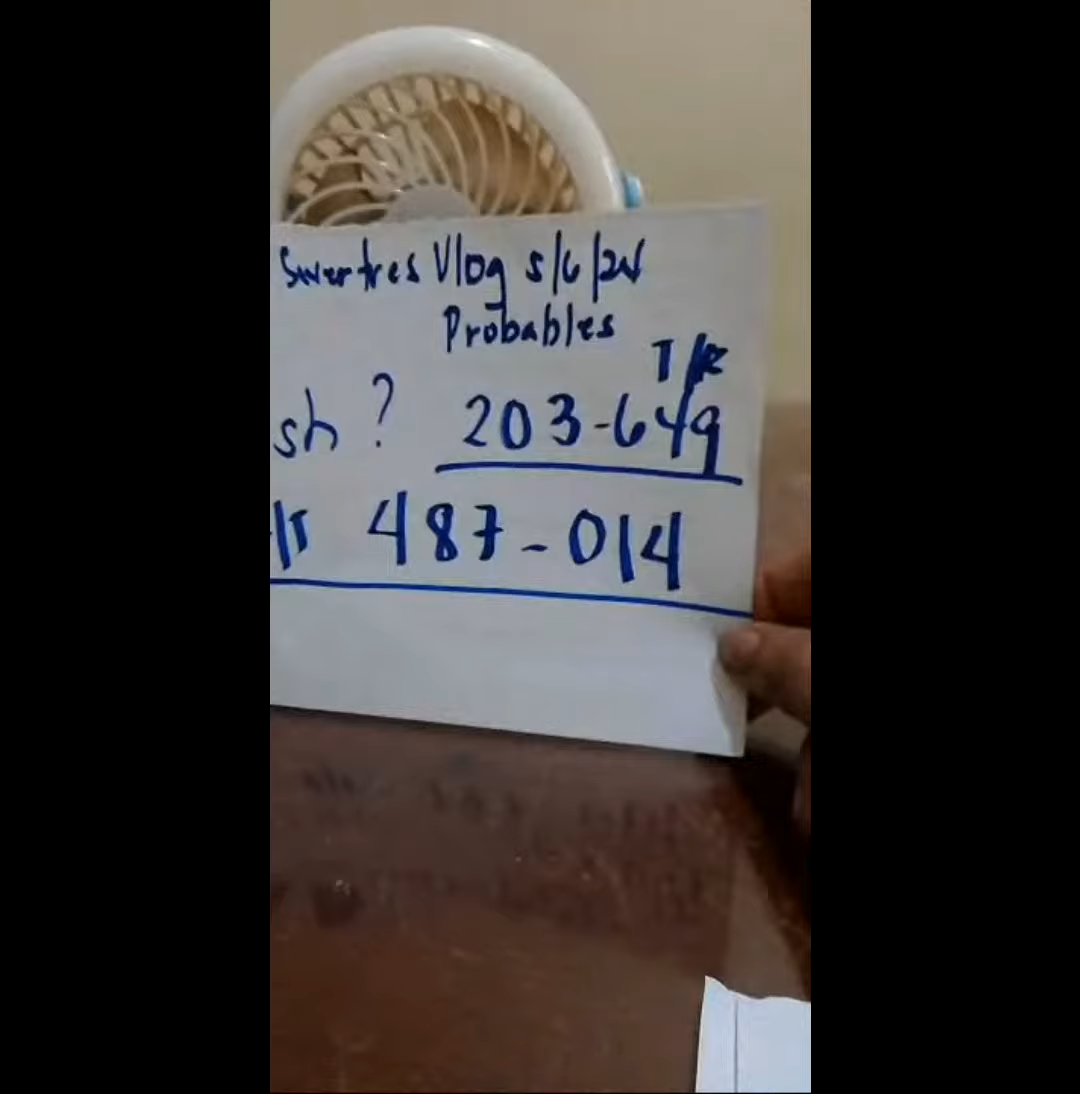 Swertres Vlog 5/6/24
Probables
T/R
sh? 203-649
/T 487-014